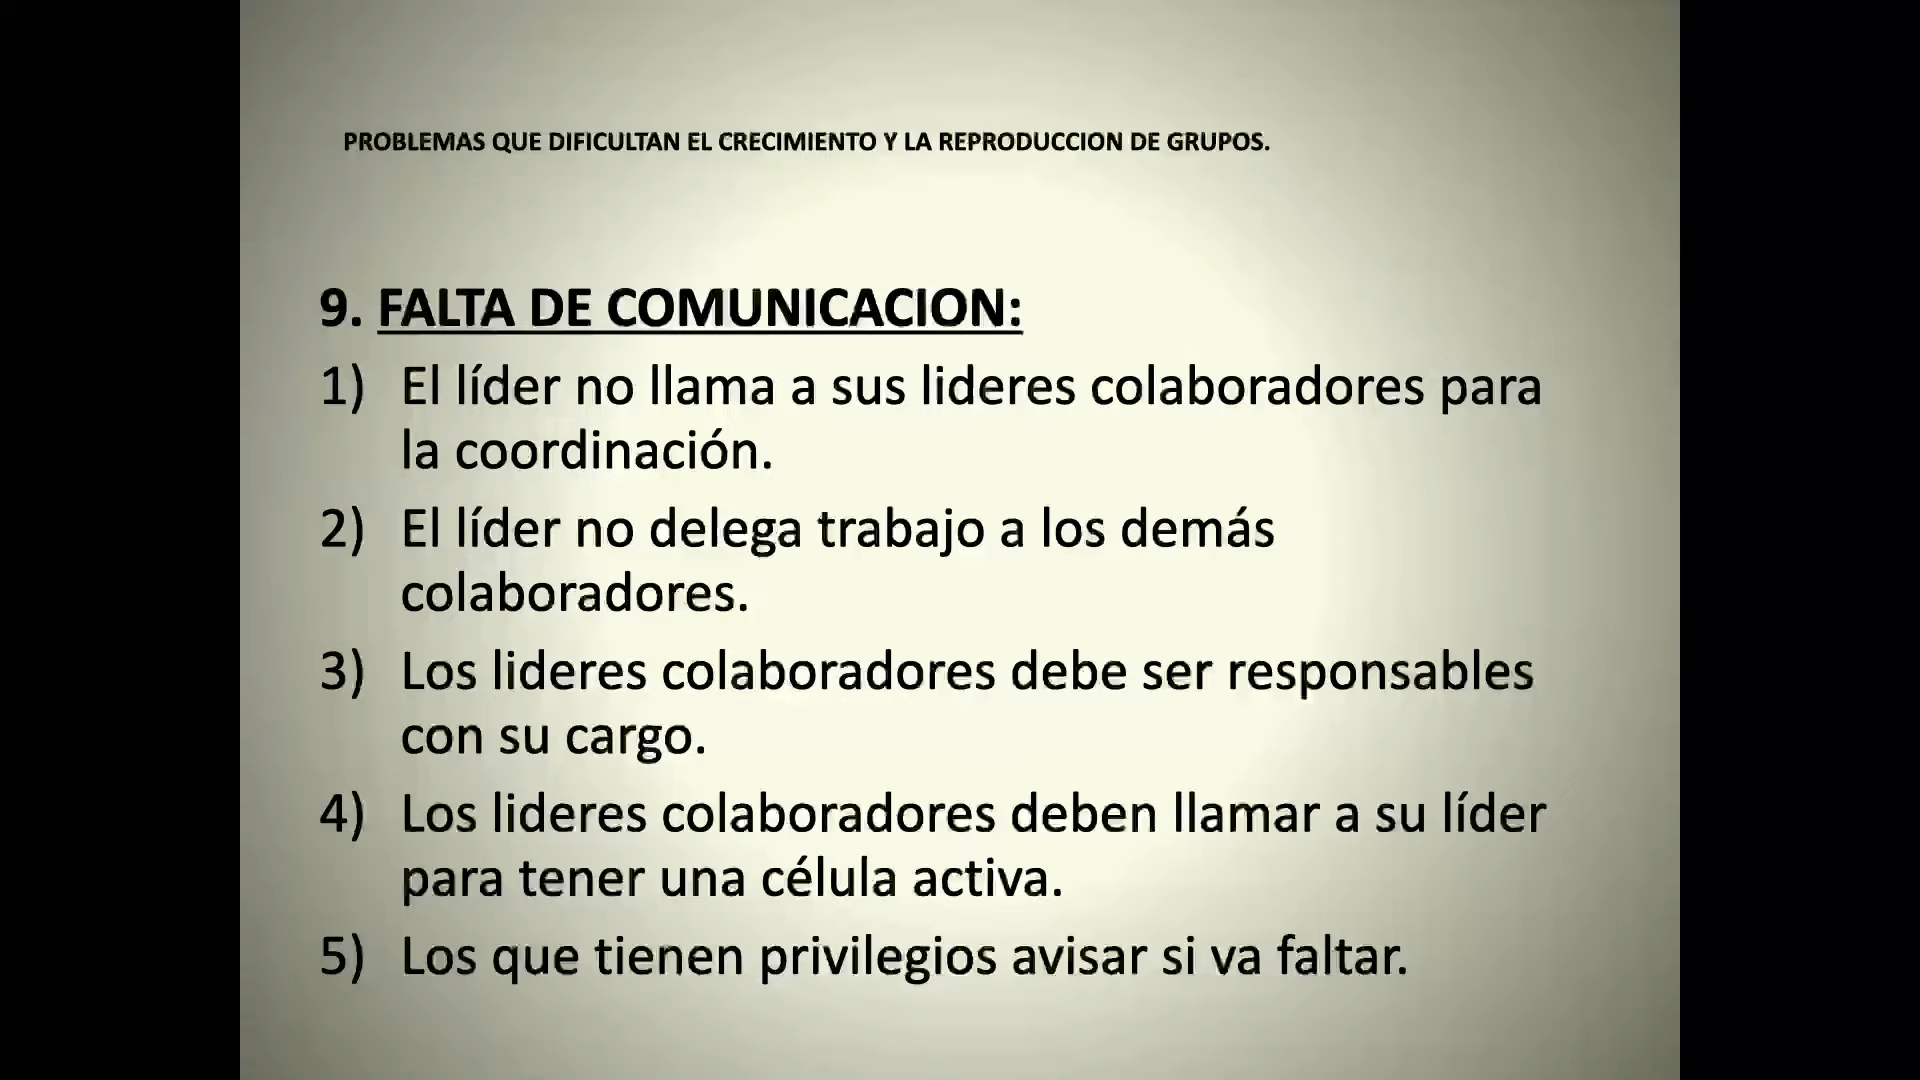 PROBLEMAS QUE DIFICULTAN EL CRECIMIENTO Y LA REPRODUCCION DE GRUPOS.
9. FALTA DE COMUNICACION:
1) El líder no llama a sus lideres colaboradores para
la coordinación.
2) El líder no delega trabajo a los demás
colaboradores.
3) Los lideres colaboradores debe ser responsables
con su cargo.
4) Los lideres colaboradores deben llamar a su líder
para tener una célula activa.
5) Los que tienen privilegios avisar si va faltar.